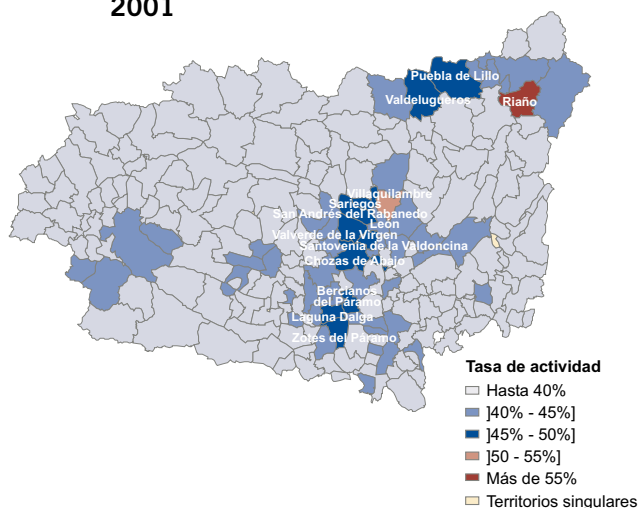 2001
Puebla de Lillo
Valdelugueros
Riaño
Villaquilambre
Sariegos
San Andrés del Rabanedo
León
Valverde de la Virgen
Santovenia de la Valdoncina
Chozas de Abajo
Bercianos
del Páramo
Laguna Dalga
Zotes del Páramo
Tasa de actividad
Hasta 40%
]40% - 45%]
]45% - 50%]
]50 - 55%]
Más de 55%
Territorios singulares